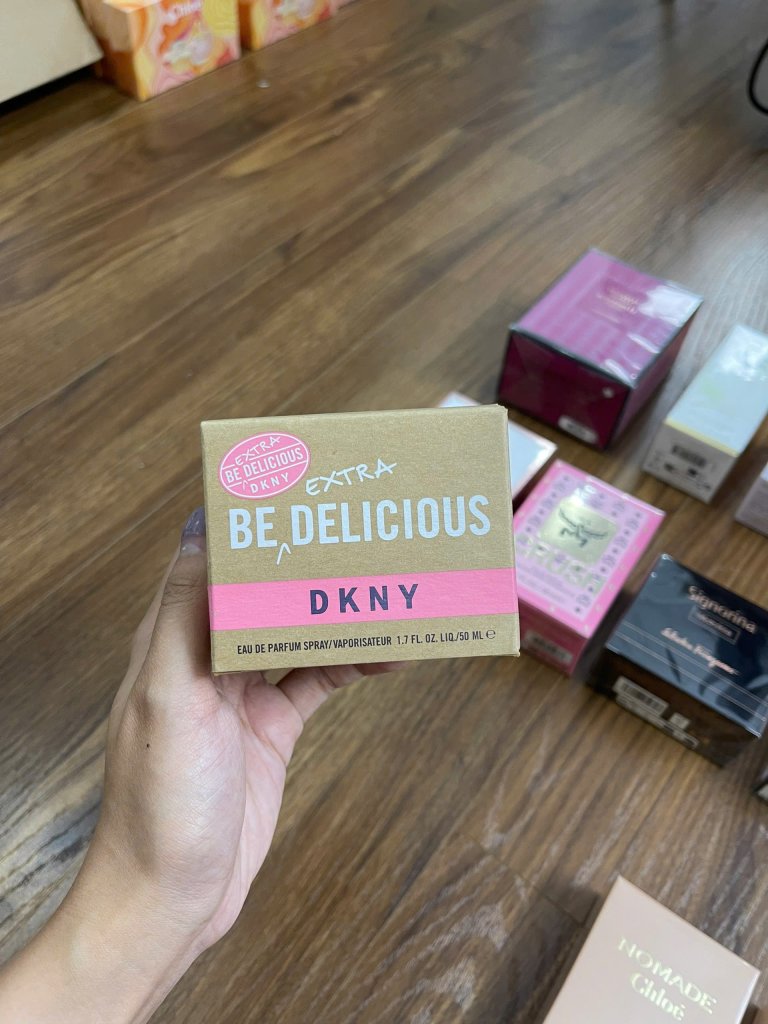 Chloé
EXTRA
BE DELICIOUS
DKNY
EXTRA
BE DELICIOUS
DKNY
EAU DE PARFUM SPRAY/VAPORISATEUR 1.7 FL. OZ. LIQ./50 ML ℮
Signorina
Salvatore Ferragamo
NOMADE
Chloé